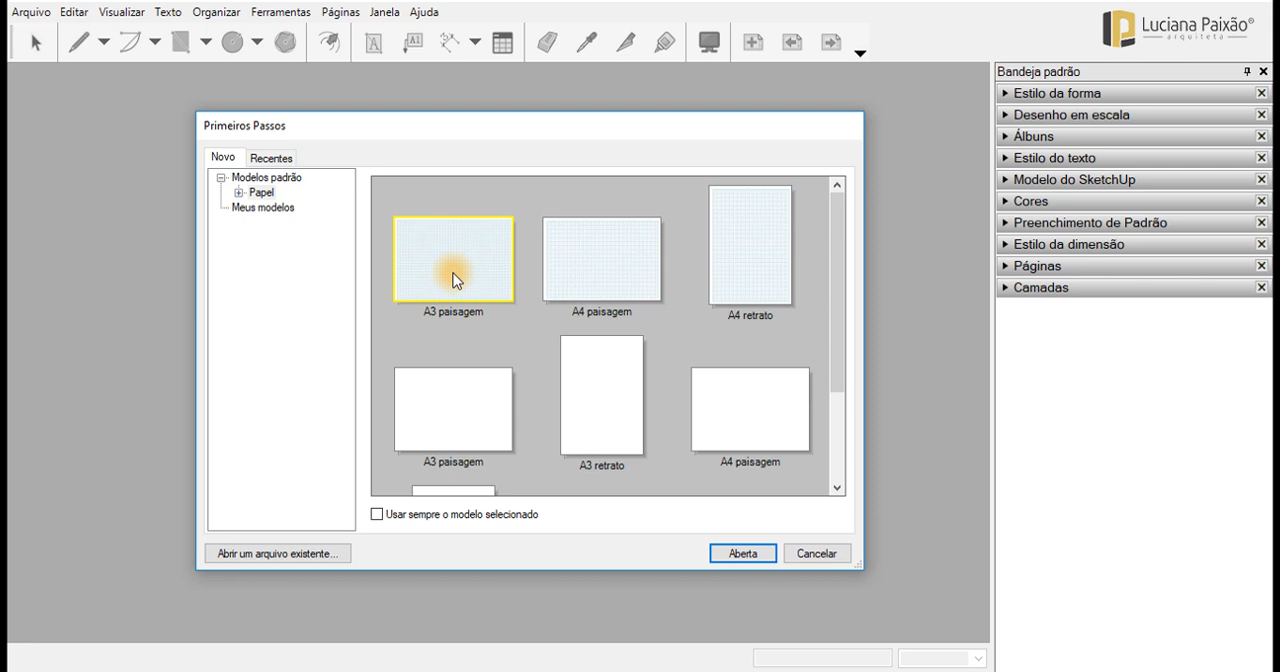 Arquivo Editar Visualizar Texto Organizar Ferramentas Páginas Janela Ajuda
A A1
Luciana Paixão®
arquiteta
Bandeja padrão
Estilo da forma
Desenho em escala
Álbuns
Estilo do texto
Modelo do SketchUp
Cores
Preenchimento de Padrão
Estilo da dimensão
Páginas
Camadas
Primeiros Passos
Novo Recentes
Modelos padrão
Papel
Meus modelos
A3 paisagem A4 paisagem A4 retrato
A3 paisagem A3 retrato A4 paisagem
Usar sempre o modelo selecionado
Abrir um arquivo existente... Aberta Cancelar